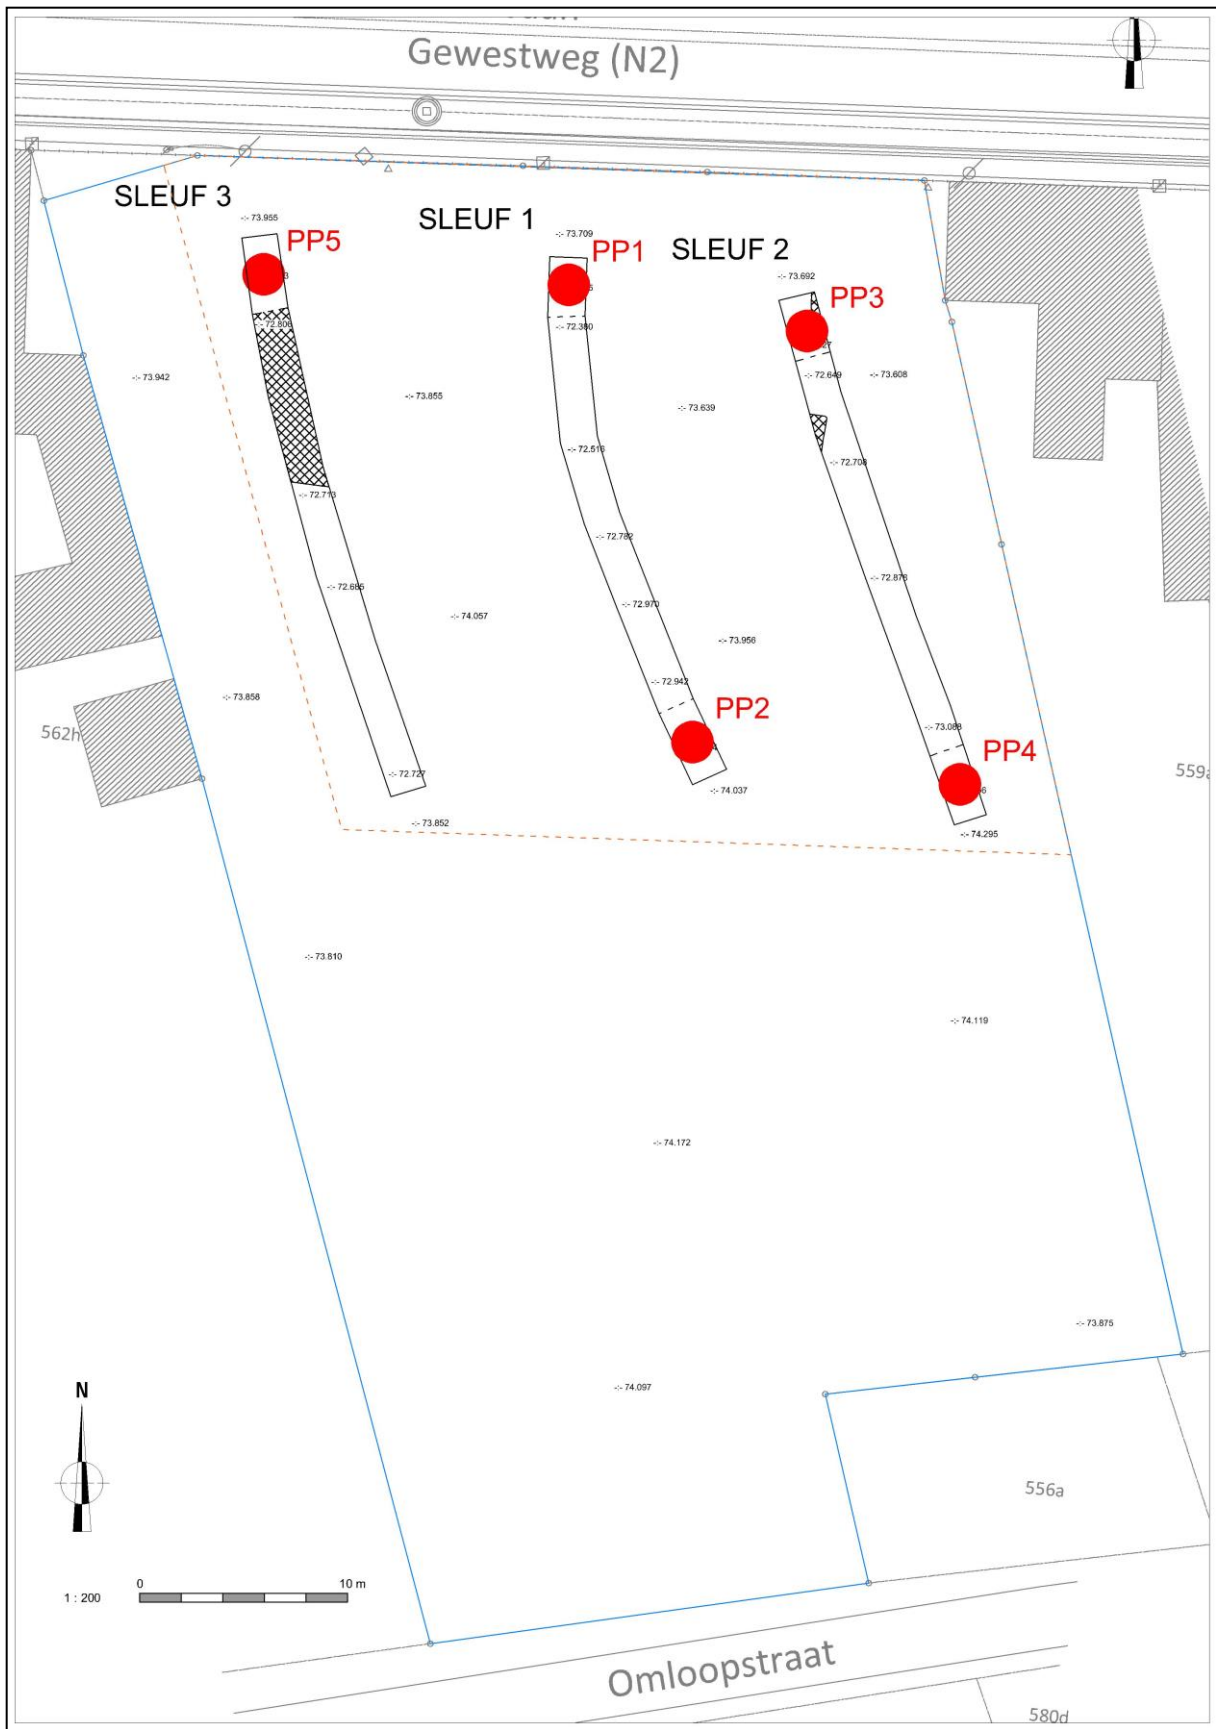 Gewestweg (N2)
SLEUF 3
SLEUF 1
SLEUF 2
-:- 73.955
PP5
-:- 73.709
PP1
-:- 73.692
PP3
-:- 72.806
-:- 72.380
-:- 72.649
-:- 73.608
-:- 73.942
-:- 73.855
-:- 73.639
-:- 72.516
-:- 72.708
-:- 72.713
-:- 72.782
-:- 72.685
-:- 72.876
-:- 74.057
-:- 72.970
-:- 73.956
-:- 73.858
-:- 72.942
PP2
562h
-:- 73.088
PP4
559a
-:- 72.727
-:- 74.037
-:- 73.852
-:- 74.295
-:- 73.810
-:- 74.119
-:- 74.172
-:- 73.875
-:- 74.097
N
556a
0 10 m
1 : 200
Omloopstraat
580d